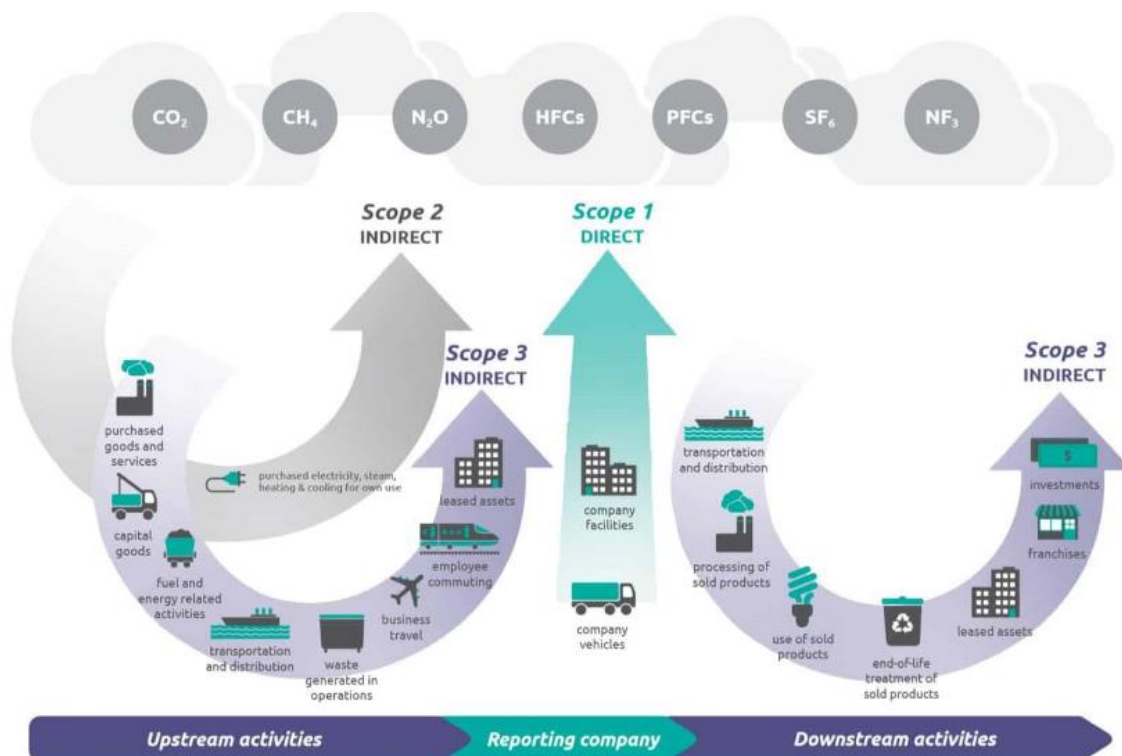 CO₂
CH₄
N₂O
HFCs
PFCs
SF₆
NF₃
Scope 2
INDIRECT
Scope 1
DIRECT
Scope 3
INDIRECT
Scope 3
INDIRECT
purchased
goods and
services
capital
goods
fuel and
energy related
activities
transportation
and distribution
waste
generated in
operations
business
travel
employee
commuting
leased assets
purchased electricity, steam,
heating & cooling for own use
company
facilities
company
vehicles
transportation
and distribution
processing of
sold products
use of sold
products
end-of-life
treatment of
sold products
leased assets
franchises
$
investments
Upstream activities
Reporting company
Downstream activities